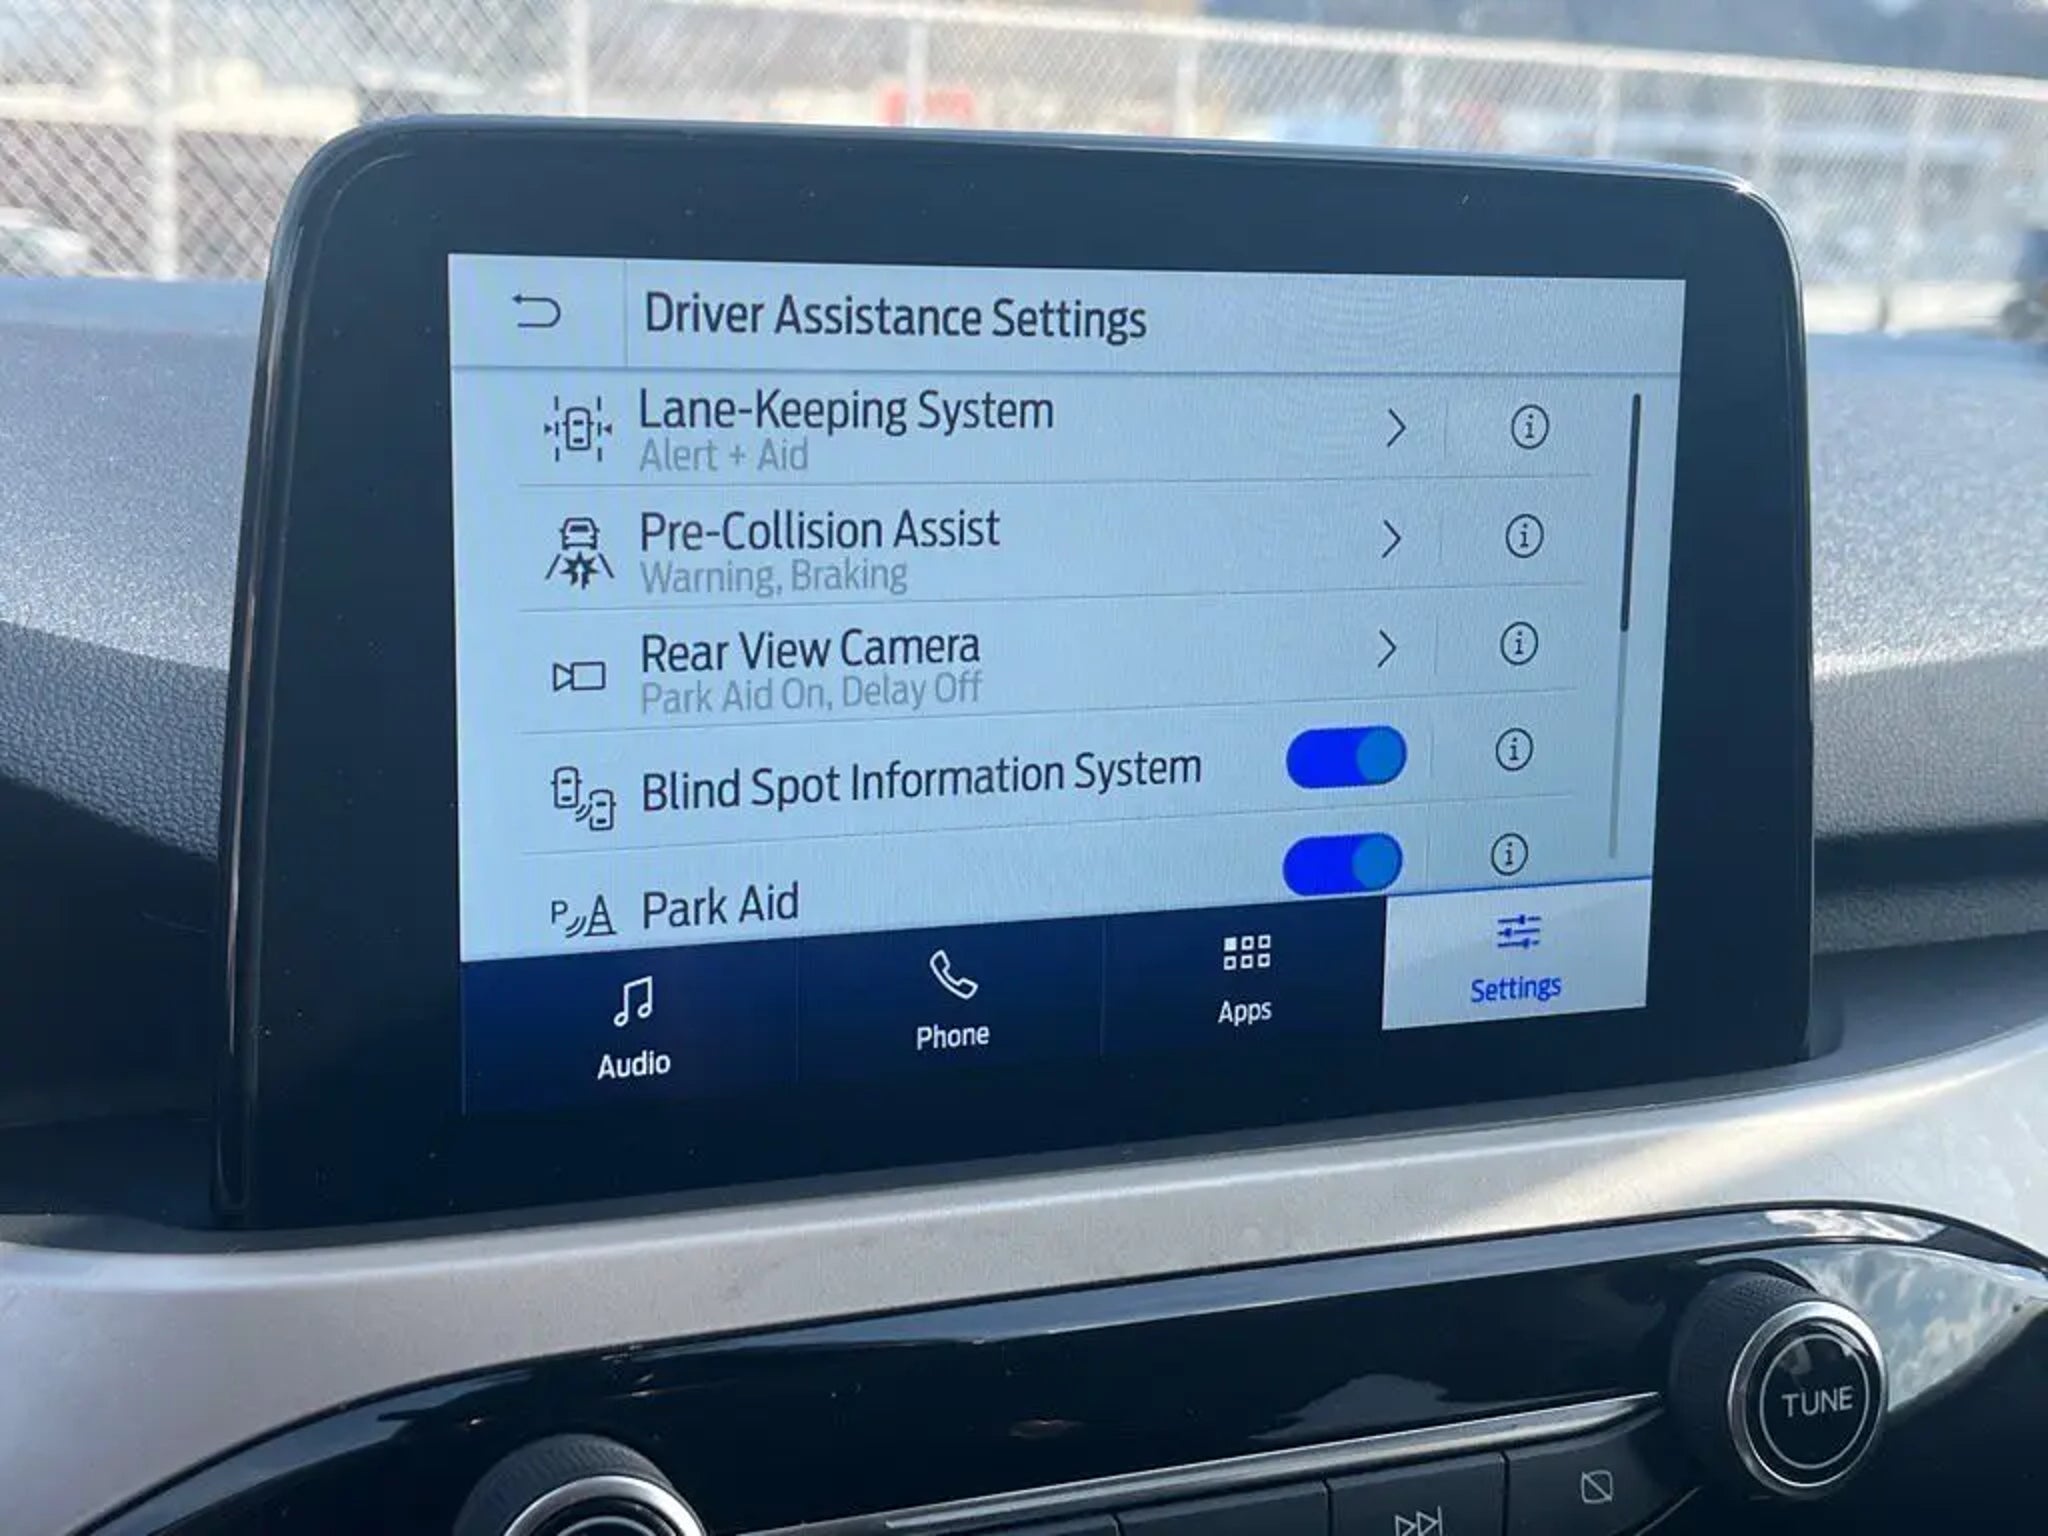 Driver Assistance Settings
Lane-Keeping System
Alert + Aid
Pre-Collision Assist
Warning, Braking
Rear View Camera
Park Aid On, Delay Off
Blind Spot Information System
P
Park Aid
Audio
Phone
Apps
Settings
TUNE